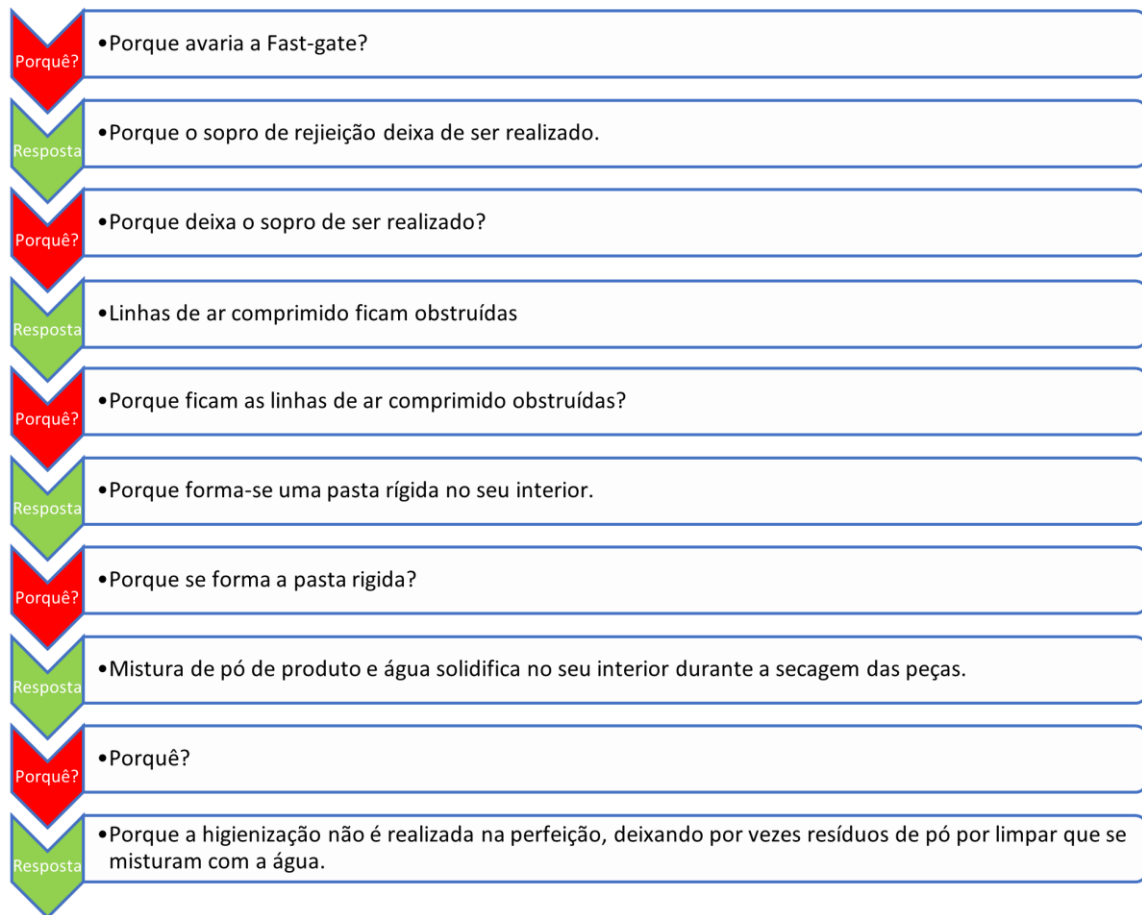 Porquê?
•Porque avaria a Fast-gate?
Resposta
•Porque o sopro de rejieição deixa de ser realizado.
Porquê?
•Porque deixa o sopro de ser realizado?
Resposta
•Linhas de ar comprimido ficam obstruídas
Porquê?
•Porque ficam as linhas de ar comprimido obstruídas?
Resposta
•Porque forma-se uma pasta rígida no seu interior.
Porquê?
•Porque se forma a pasta rigida?
Resposta
•Mistura de pó de produto e água solidifica no seu interior durante a secagem das peças.
Porquê?
•Porquê?
Resposta
•Porque a higienização não é realizada na perfeição, deixando por vezes resíduos de pó por limpar que se
misturam com a água.